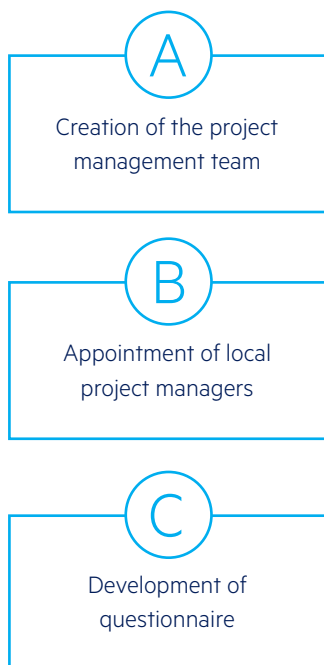 A
Creation of the project
management team
B
Appointment of local
project managers
C
Development of
questionnaire